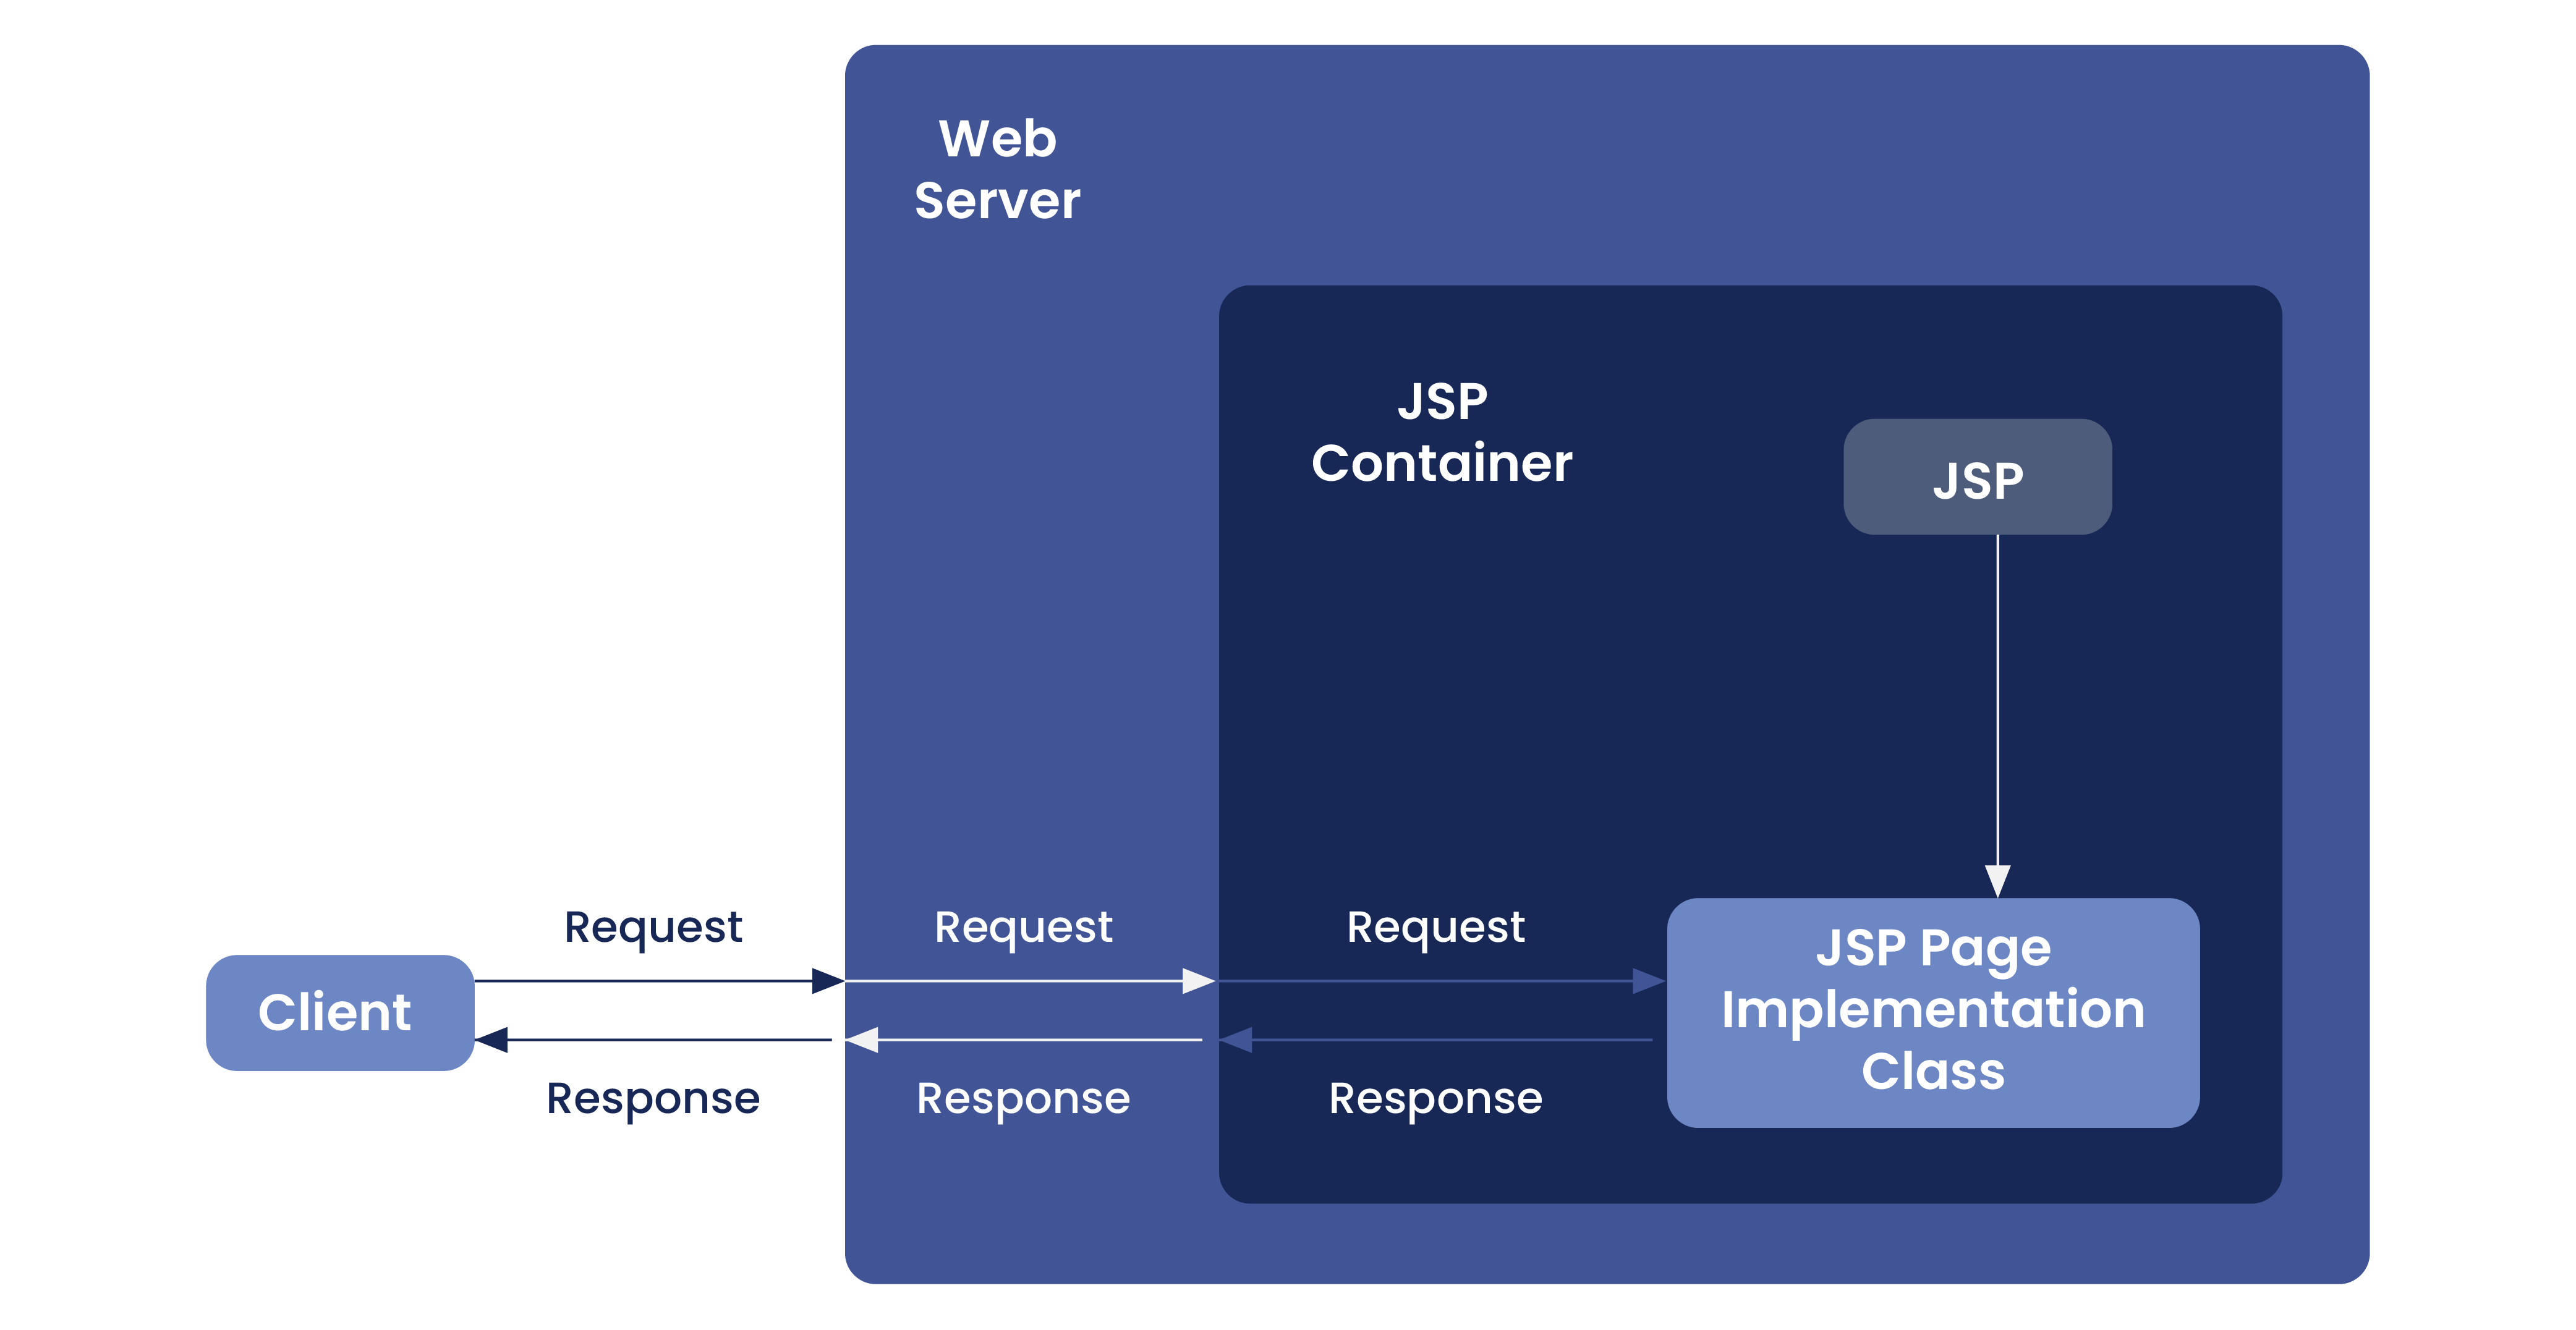 Web
Server
JSP
Container
JSP
Request
Request
Request
JSP Page
Implementation
Class
Client
Response
Response
Response